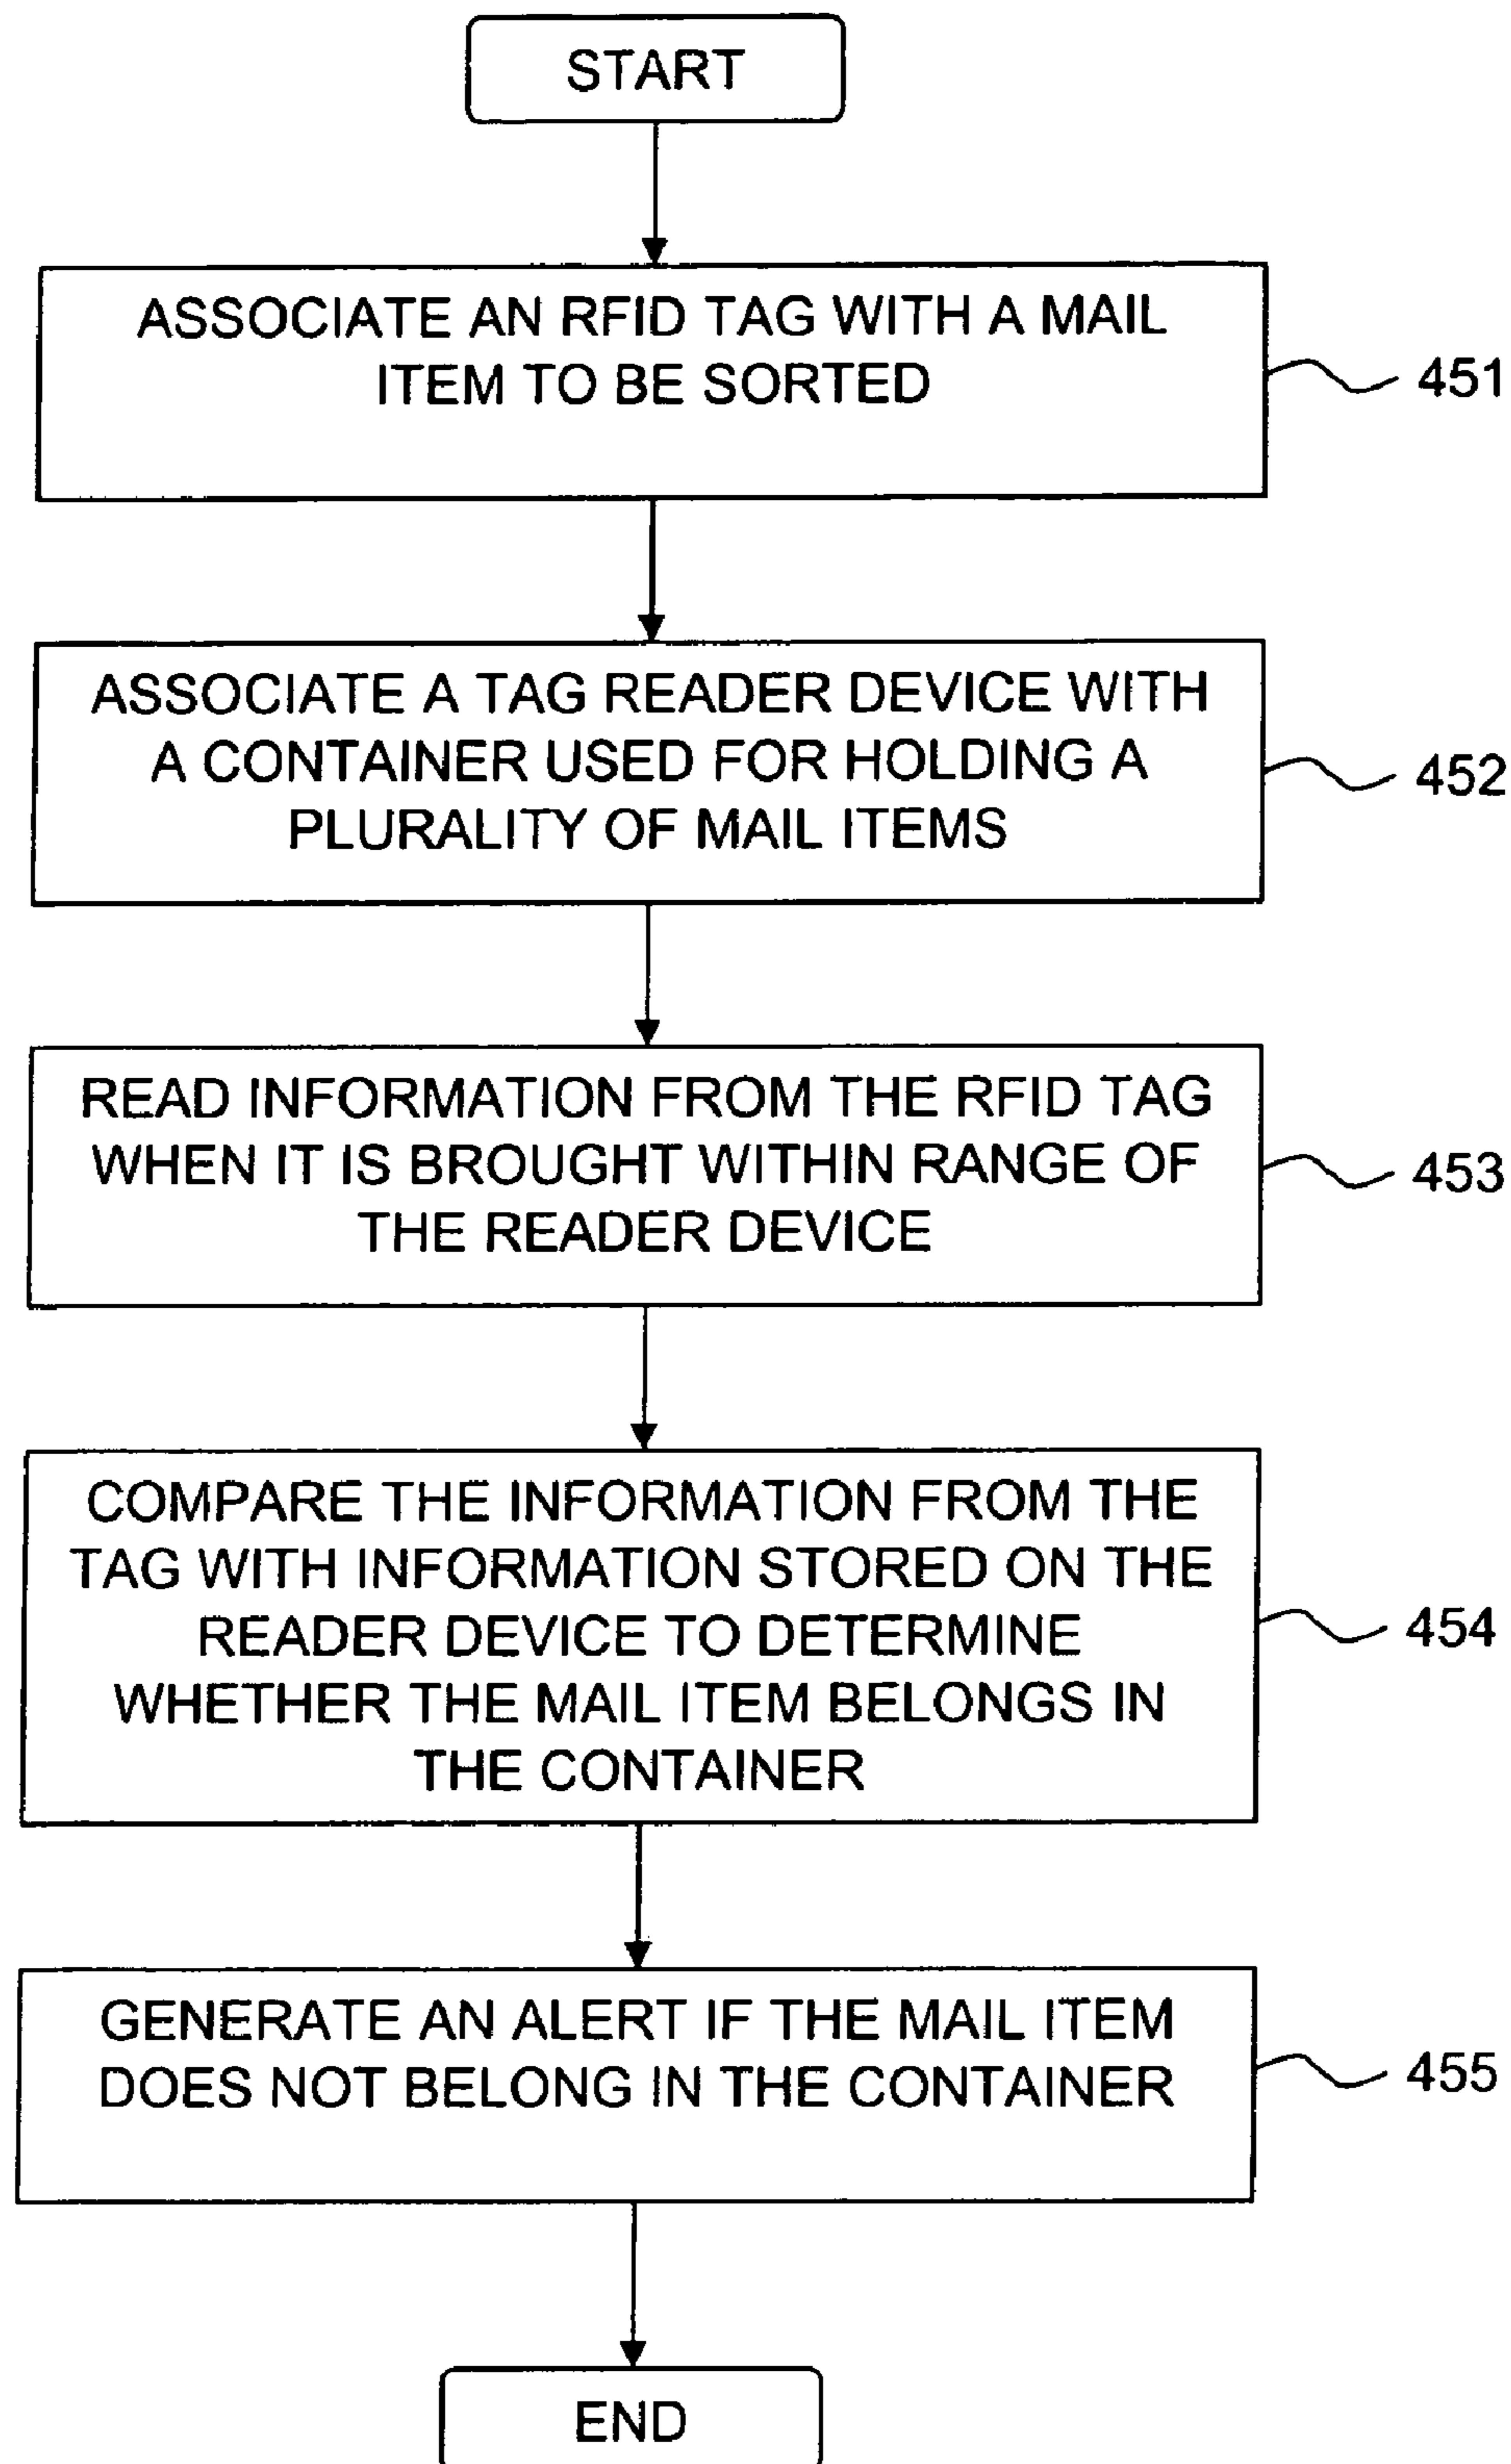 START
ASSOCIATE AN RFID TAG WITH A MAIL
ITEM TO BE SORTED
451
ASSOCIATE A TAG READER DEVICE WITH
A CONTAINER USED FOR HOLDING A
PLURALITY OF MAIL ITEMS
452
READ INFORMATION FROM THE RFID TAG
WHEN IT IS BROUGHT WITHIN RANGE OF
THE READER DEVICE
453
COMPARE THE INFORMATION FROM THE
TAG WITH INFORMATION STORED ON THE
READER DEVICE TO DETERMINE
WHETHER THE MAIL ITEM BELONGS IN
THE CONTAINER
454
GENERATE AN ALERT IF THE MAIL ITEM
DOES NOT BELONG IN THE CONTAINER
455
END